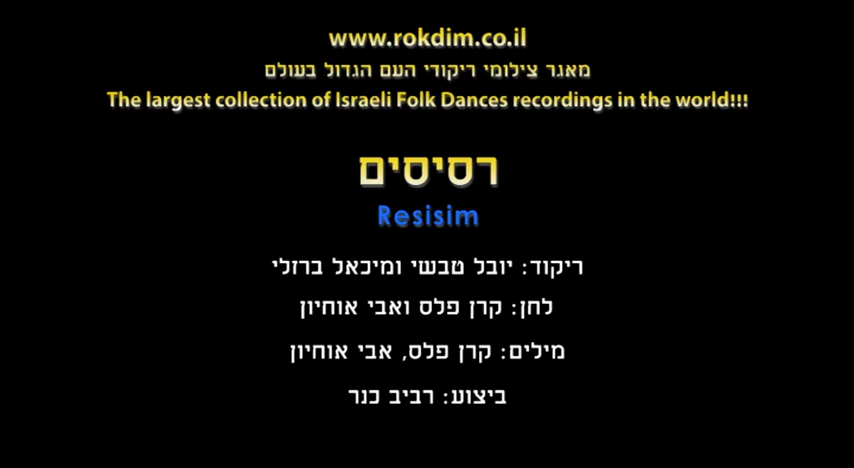 www.rokdim.co.il
מאגר צילומי ריקודי העם הגדול בעולם
The largest collection of Israeli Folk Dances recordings in the world!!!
רסיסים
Resisim
ריקוד: יובל טבשי ומיכאל ברזלי
לחן: קרן פלס ואבי אוחיון
מילים: קרן פלס, אבי אוחיון
ביצוע: רביב כנר